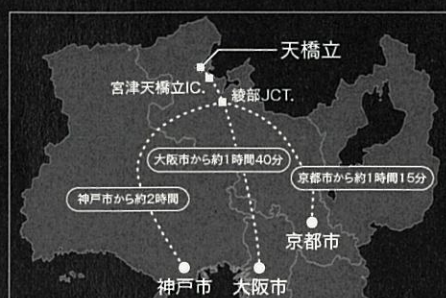 天橋立
宮津天橋立IC.
綾部JCT.
大阪市から約1時間40分
京都市から約1時間15分
神戸市から約2時間
京都市
神戸市
大阪市